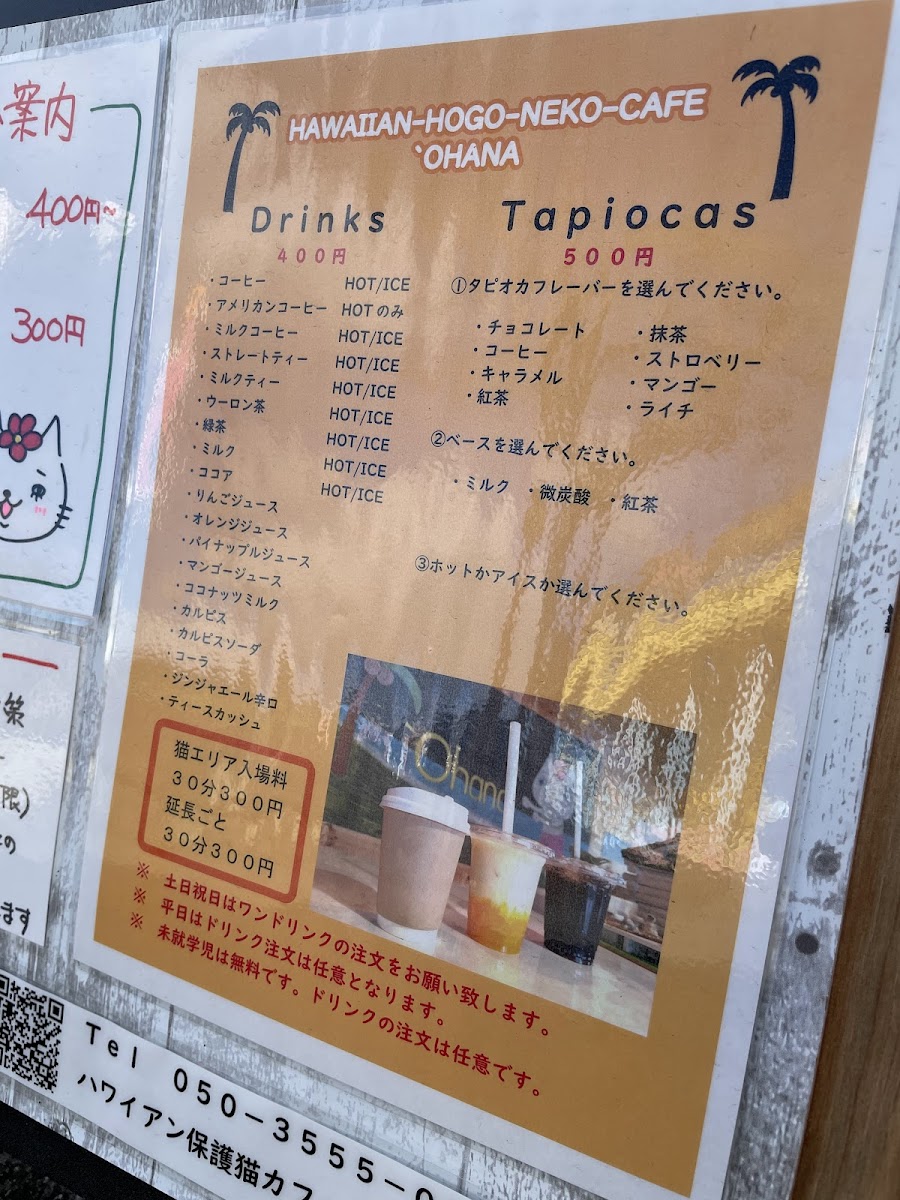 案内
400円~
300円
策
限)
ます
HAWAIIAN-HOGO-NEKO-CAFE
`OHANA
Drinks
400円
・コーヒー HOT/ICE
・アメリカンコーヒー HOTのみ
・ミルクコーヒー HOT/ICE
・ストレートティー HOT/ICE
・ミルクティー HOT/ICE
・ウーロン茶 HOT/ICE
・緑茶 HOT/ICE
・ミルク HOT/ICE
・ココア HOT/ICE
・りんごジュース
・オレンジジュース
・パイナップルジュース
・マンゴージュース
・ココナッツミルク
・カルピス
・カルピスソーダ
・コーラ
・ジンジャエール辛口
・ティースカッシュ
猫エリア入場料
30分300円
延長ごと
30分300円
Tapiocas
500円
①タピオカフレーバーを選んでください。
・チョコレート ・抹茶
・コーヒー ・ストロベリー
・キャラメル ・マンゴー
・紅茶 ・ライチ
②ベースを選んでください。
・ミルク ・微炭酸 ・紅茶
③ホットかアイスか選んでください。
Ohana
※ 土日祝日はワンドリンクの注文をお願い致します。
※ 平日はドリンク注文は任意となります。
※ 未就学児は無料です。ドリンクの注文は任意です。
Tel 050-3555-0
ハワイアン保護猫カフ